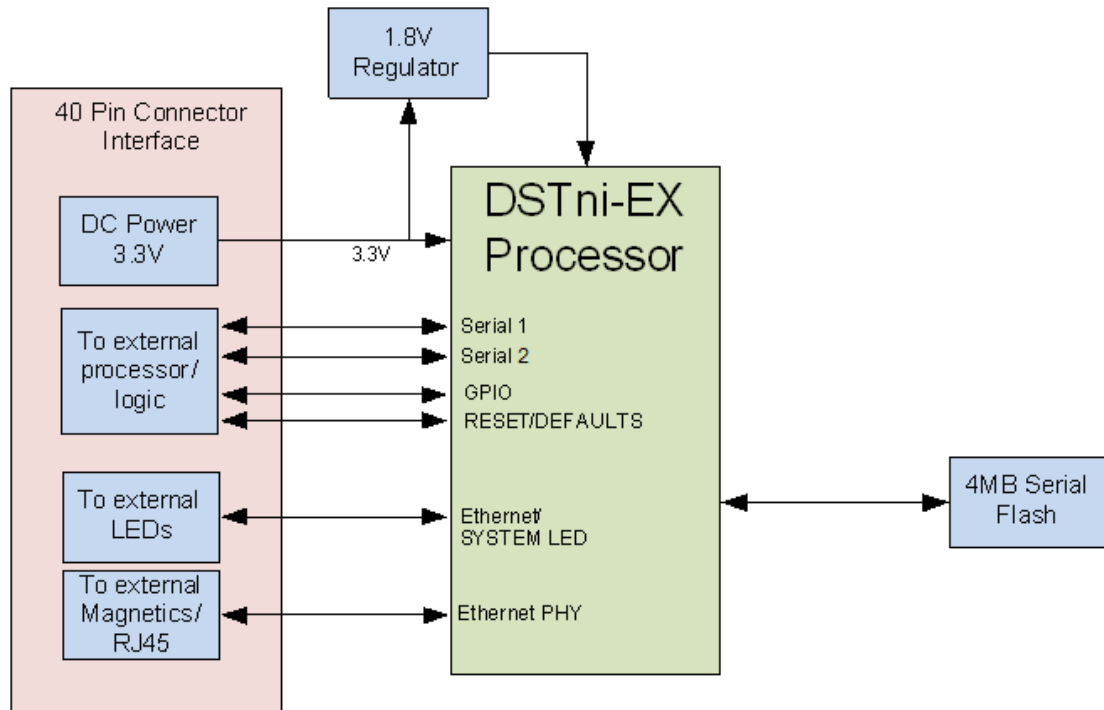 1.8V
Regulator
40 Pin Connector
Interface
DC Power
3.3V
3.3V
DSTni-EX
Processor
To external
processor/
logic
Serial 1
Serial 2
GPIO
RESET/DEFAULTS
To external
LEDs
Ethernet/
SYSTEM LED
To external
Magnetics/
RJ45
Ethernet PHY
4MB Serial
Flash